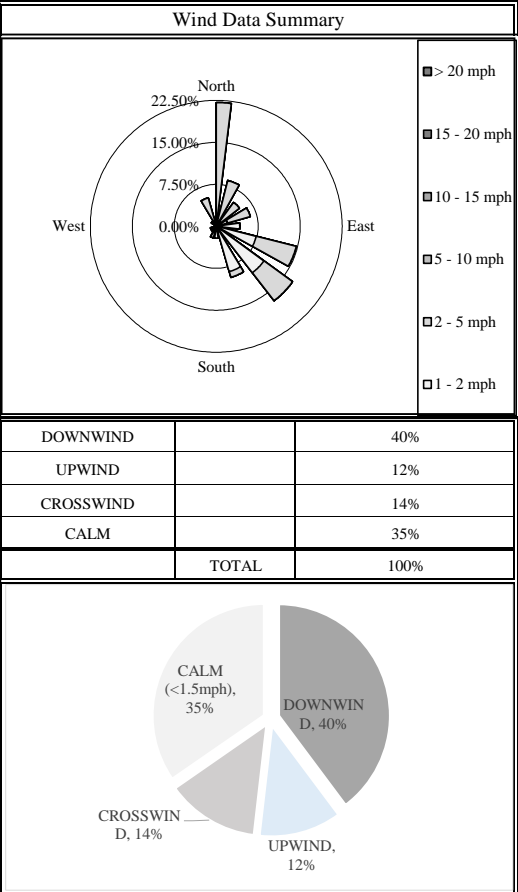 Wind Data Summary
North
22.50%
15.00%
7.50%
0.00%
West
East
South
> 20 mph
15 - 20 mph
10 - 15 mph
5 - 10 mph
2 - 5 mph
1 - 2 mph
DOWNWIND 40%
UPWIND 12%
CROSSWIND 14%
CALM 35%
TOTAL 100%
CALM
(<1.5mph),
35%
DOWNWIN
D, 40%
CROSSWIN
D, 14%
UPWIND,
12%